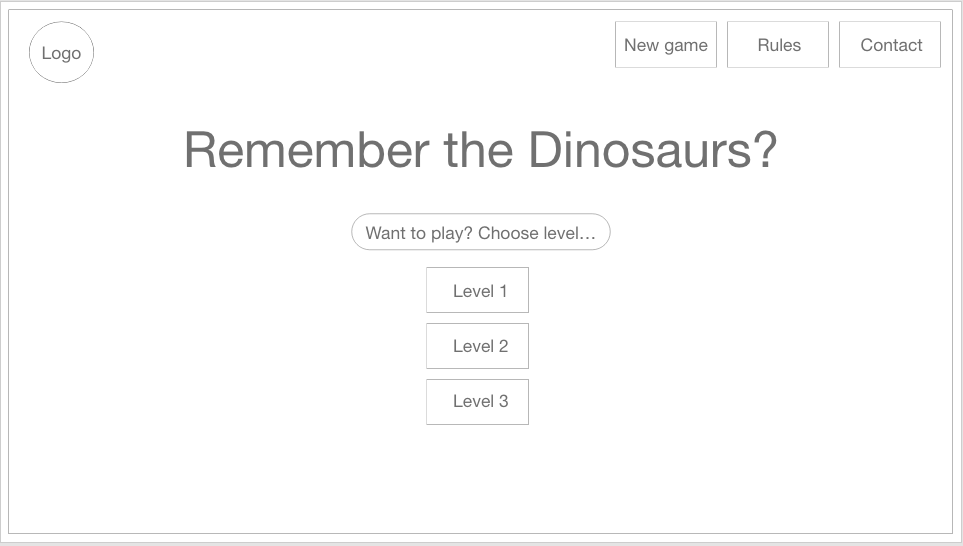 Logo
New game
Rules
Contact
Remember the Dinosaurs?
Want to play? Choose level…
Level 1
Level 2
Level 3